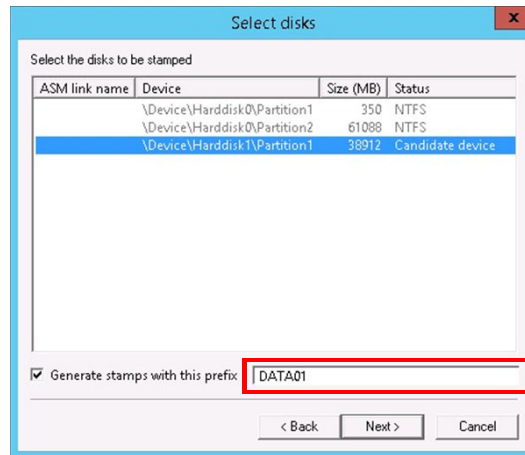 Select disks
x
Select the disks to be stamped
ASM link name Device Size (MB) Status
\Device\Harddisk0\Partition1 350 NTFS
\Device\Harddisk0\Partition2 61088 NTFS
\Device\Harddisk1\Partition1 38912 Candidate device
Generate stamps with this prefix DATA01
< Back Next > Cancel